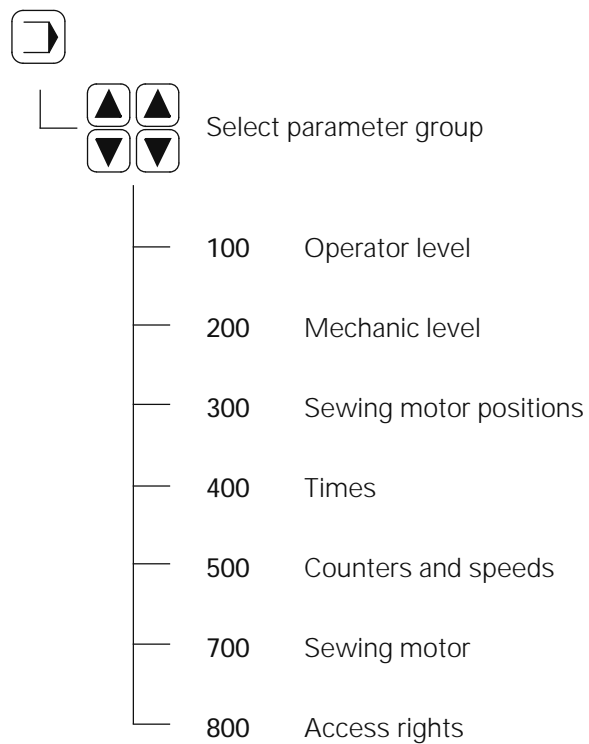 Select parameter group
100 Operator level
200 Mechanic level
300 Sewing motor positions
400 Times
500 Counters and speeds
700 Sewing motor
800 Access rights